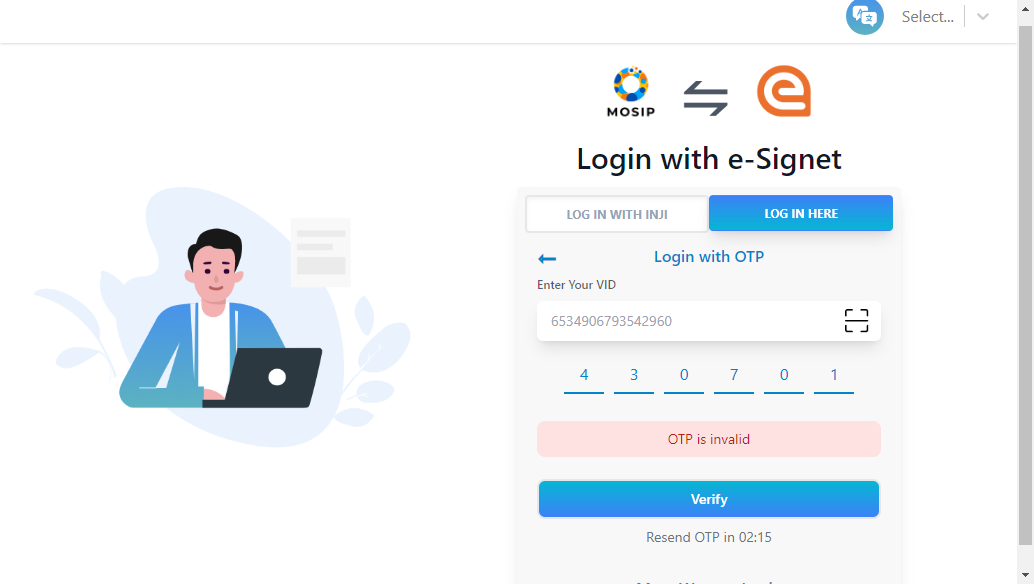 Select...
MOSIP
Login with e-Signet
LOG IN WITH INJI
LOG IN HERE
Login with OTP
Enter Your VID
6534906793542960
4 3 0 7 0 1
OTP is invalid
Verify
Resend OTP in 02:15